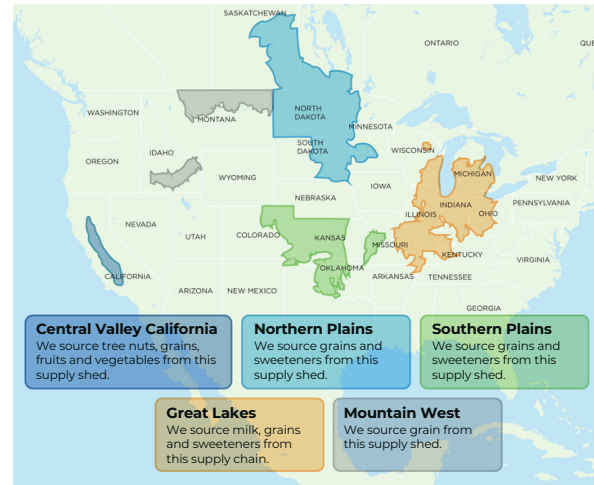 SASKATCHEWAN
ONTARIO
QUE
WASHINGTON
MONTANA
NORTH
DAKOTA
MINNESOTA
OREGON
IDAHO
SOUTH
DAKOTA
WISCONSIN
MICHIGAN
WYOMING
IOWA
NEW YORK
NEBRASKA
PENNSYLVANIA
ILLINOIS
INDIANA
OHIO
NEVADA
UTAH
COLORADO
KANSAS
MISSOURI
KENTUCKY
VIRGINIA
CALIFORNIA
OKLAHOMA
ARKANSAS
TENNESSEE
ARIZONA
NEW MEXICO
GEORGIA
Central Valley California
We source tree nuts, grains,
fruits and vegetables from this
supply shed.
Northern Plains
We source grains and
sweeteners from this
supply shed.
Southern Plains
We source grains and
sweeteners from this
supply shed.
Great Lakes
We source milk, grains
and sweeteners from
this supply chain.
Mountain West
We source grain from
this supply shed.